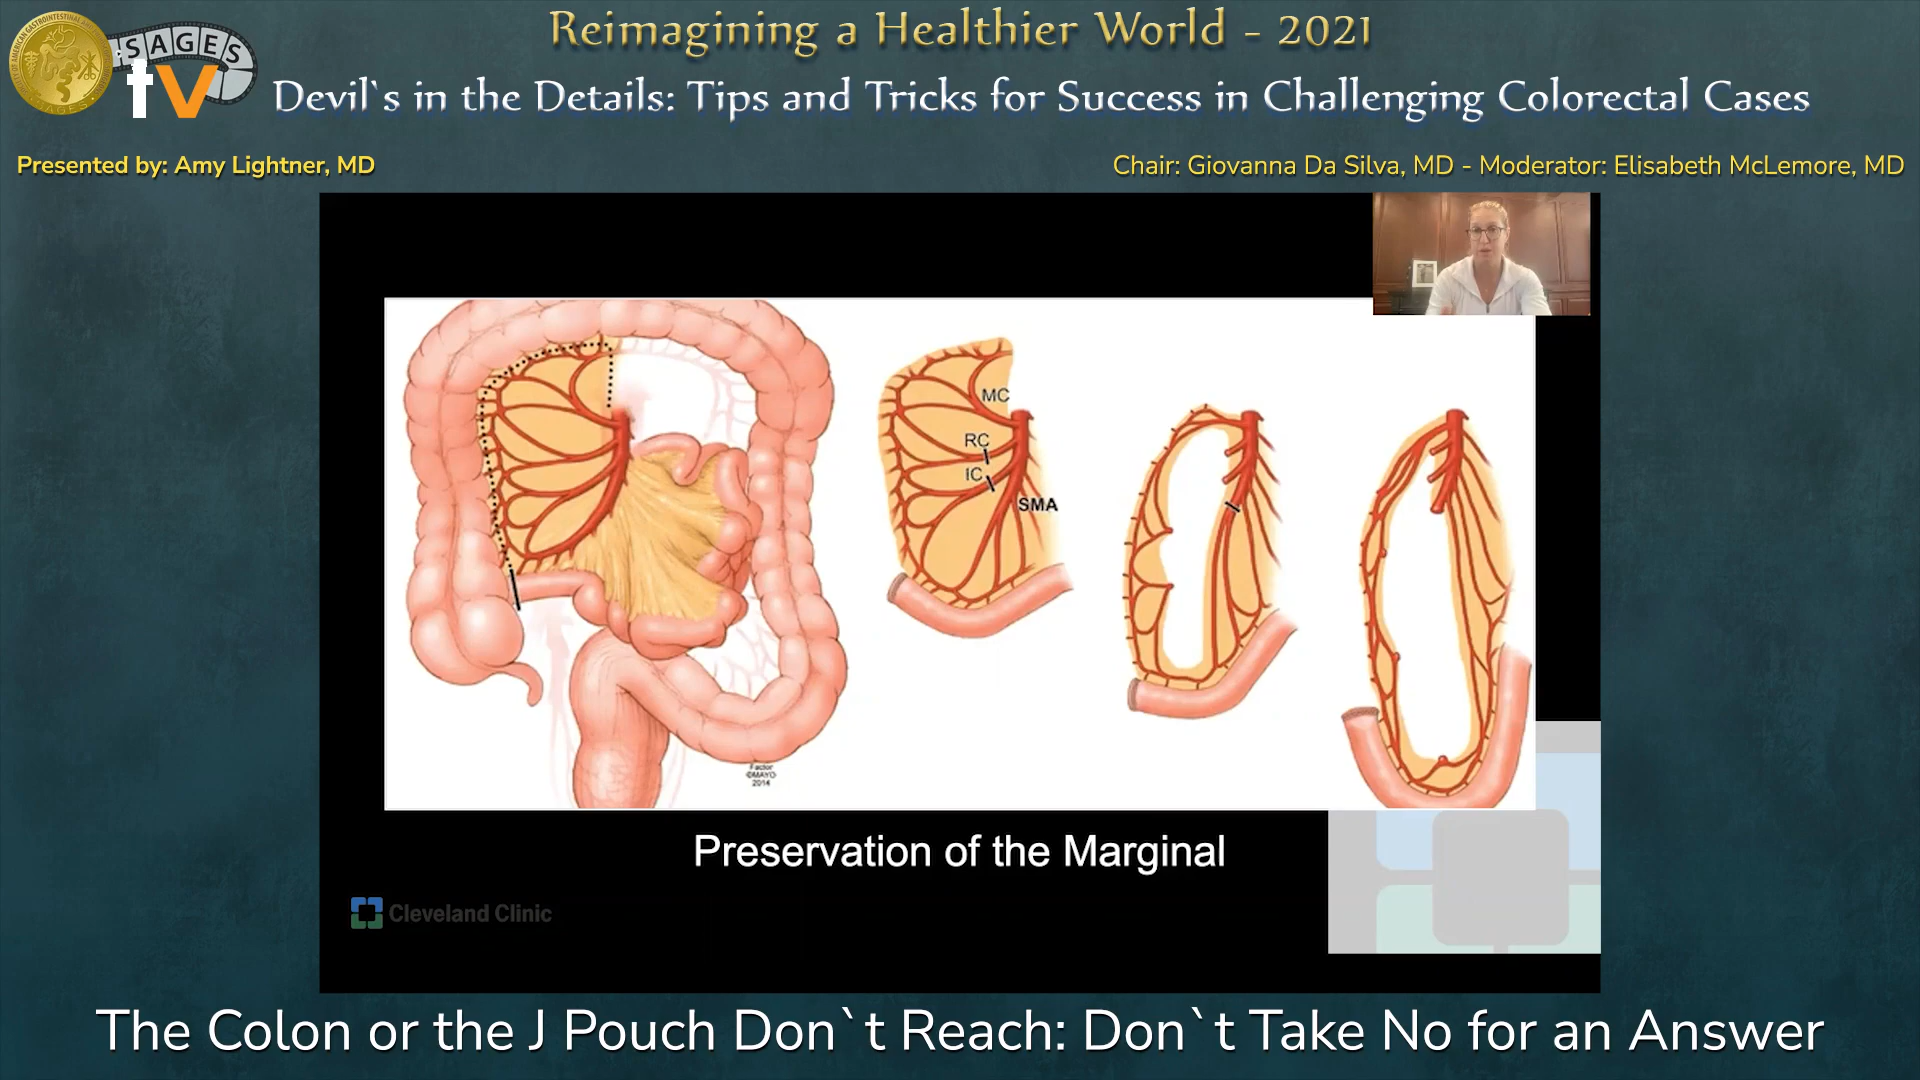 Reimagining a Healthier World - 2021
SAGES
tv
Devil`s in the Details: Tips and Tricks for Success in Challenging Colorectal Cases
Presented by: Amy Lightner, MD
Chair: Giovanna Da Silva, MD - Moderator: Elisabeth McLemore, MD
MC
RC
IC
SMA
Factor
©MAYO
2014
Preservation of the Marginal
Cleveland Clinic
The Colon or the J Pouch Don`t Reach: Don`t Take No for an Answer